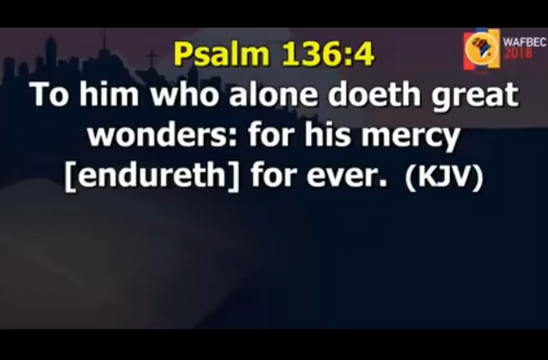 Psalm 136:4
WAFBEC
2018
To him who alone doeth great
wonders: for his mercy
[endureth] for ever. (KJV)